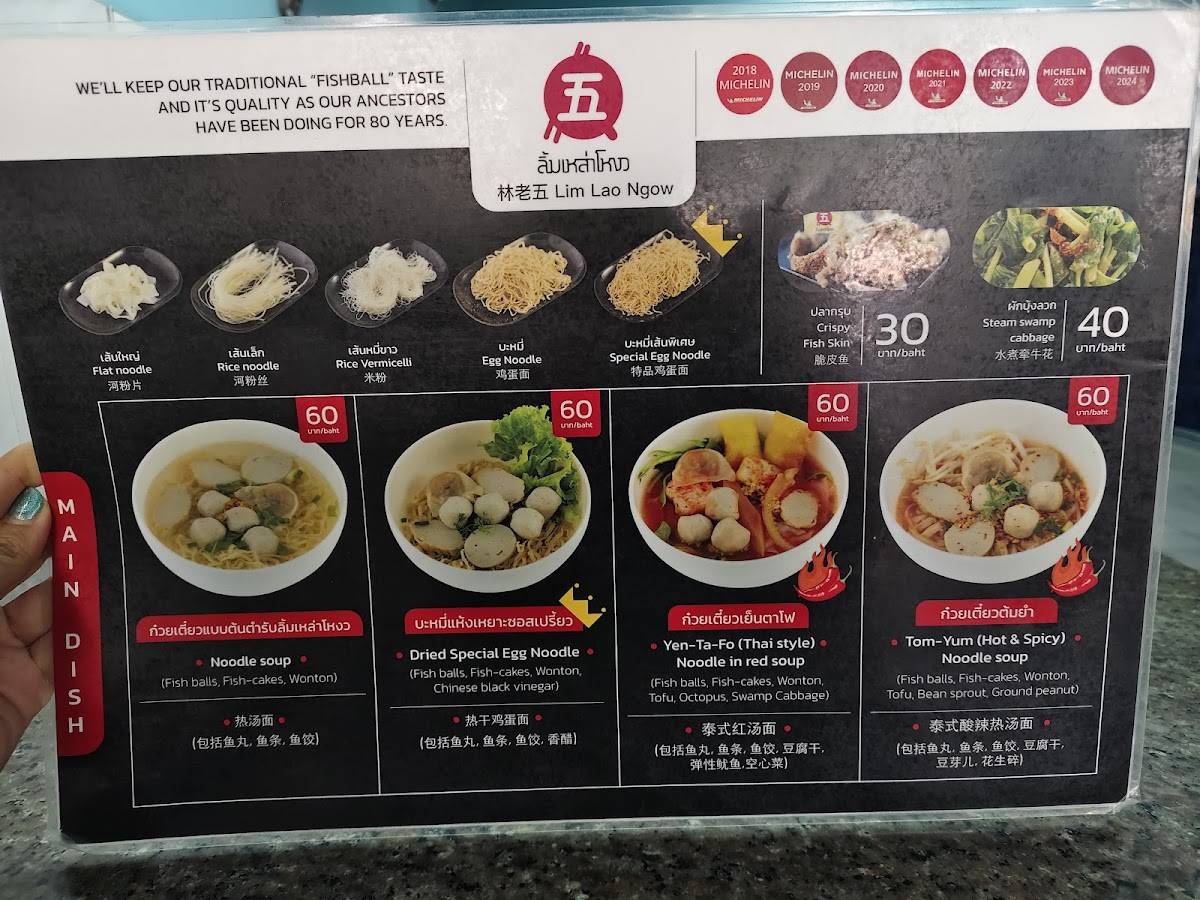 WE'LL KEEP OUR TRADITIONAL "FISHBALL" TASTE
AND IT'S QUALITY AS OUR ANCESTORS
HAVE BEEN DOING FOR 80 YEARS.
五
ลิ้มเหล่าโหงว
林老五 Lim Lao Ngow
2018
MICHELIN
MICHELIN
MICHELIN
2019
MICHELIN
2020
MICHELIN
2021
MICHELIN
2022
MICHELIN
2023
MICHELIN
2024
เส้นใหญ่
Flat noodle
河粉片
เส้นเล็ก
Rice noodle
河粉丝
เส้นหมี่ขาว
Rice Vermicelli
米粉
บะหมี่
Egg Noodle
鸡蛋面
บะหมี่เส้นพิเศษ
Special Egg Noodle
特品鸡蛋面
五
ปลากรุบ
Crispy
Fish Skin
脆皮鱼
30
บาท/baht
ผักบุ้งลวก
Steam swamp
cabbage
水煮牵牛花
40
บาท/baht
MAIN DISH
60
บาท/baht
ก๋วยเตี๋ยวแบบต้นตำรับลิ้มเหล่าโหงว
Noodle soup
(Fish balls, Fish-cakes, Wonton)
热汤面
(包括鱼丸, 鱼条, 鱼饺)
60
บาท/baht
บะหมี่แห้งเหยาะซอสเปรี้ยว
Dried Special Egg Noodle
(Fish balls, Fish-cakes, Wonton,
Chinese black vinegar)
热干鸡蛋面
(包括鱼丸, 鱼条, 鱼饺, 香醋)
60
บาท/baht
ก๋วยเตี๋ยวเย็นตาโฟ
Yen-Ta-Fo (Thai style)
Noodle in red soup
(Fish balls, Fish-cakes, Wonton,
Tofu, Octopus, Swamp Cabbage)
泰式红汤面
(包括鱼丸, 鱼条, 鱼饺, 豆腐干,
弹性鱿鱼,空心菜)
60
บาท/baht
ก๋วยเตี๋ยวต้มยำ
Tom-Yum (Hot & Spicy)
Noodle soup
(Fish balls, Fish-cakes, Wonton,
Tofu, Bean sprout, Ground peanut)
泰式酸辣热汤面
(包括鱼丸, 鱼条, 鱼饺, 豆腐干,
豆芽儿, 花生碎)